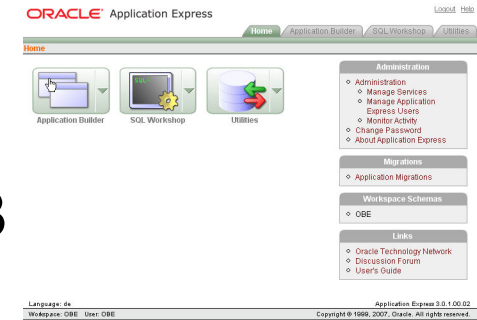 ORACLE Application Express
Logout Help
Home Application Builder SQL Workshop Utilities
Home
Application Builder SQL Workshop Utilities
SQL>
Administration
Administration
Manage Services
Manage Application
Express Users
Monitor Activity
Change Password
About Application Express
Migrations
Application Migrations
Workspace Schemas
OBE
Links
Oracle Technology Network
Discussion Forum
User's Guide
Language: de
Application Express 3.0.1.00.02
Workspace: OBE User: OBE
Copyright © 1999, 2007, Oracle. All rights reserved.